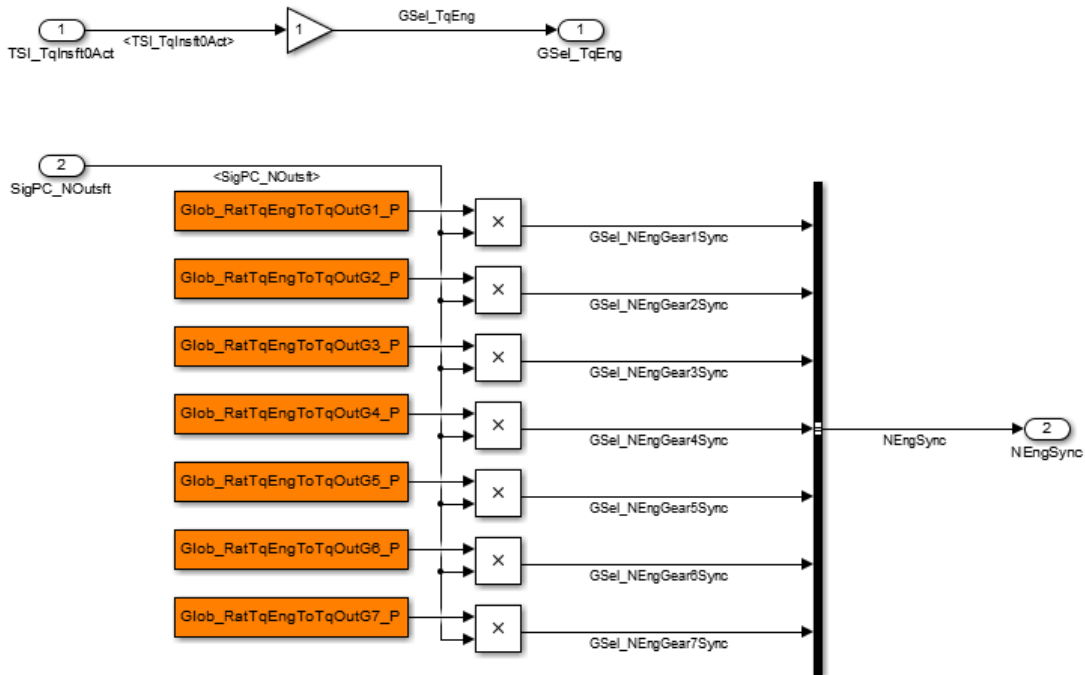 1
TSI_TqInsft0Act
<TSI_TqInsft0Act>
1
GSel_TqEng
1
GSel_TqEng
2
SigPC_NOutsft
<SigPC_NOutsft>
Glob_RatTqEngToTqOutG1_P
×
GSel_NEngGear1Sync
Glob_RatTqEngToTqOutG2_P
×
GSel_NEngGear2Sync
Glob_RatTqEngToTqOutG3_P
×
GSel_NEngGear3Sync
Glob_RatTqEngToTqOutG4_P
×
GSel_NEngGear4Sync
NEngSync
2
NEngSync
Glob_RatTqEngToTqOutG5_P
×
GSel_NEngGear5Sync
Glob_RatTqEngToTqOutG6_P
×
GSel_NEngGear6Sync
Glob_RatTqEngToTqOutG7_P
×
GSel_NEngGear7Sync